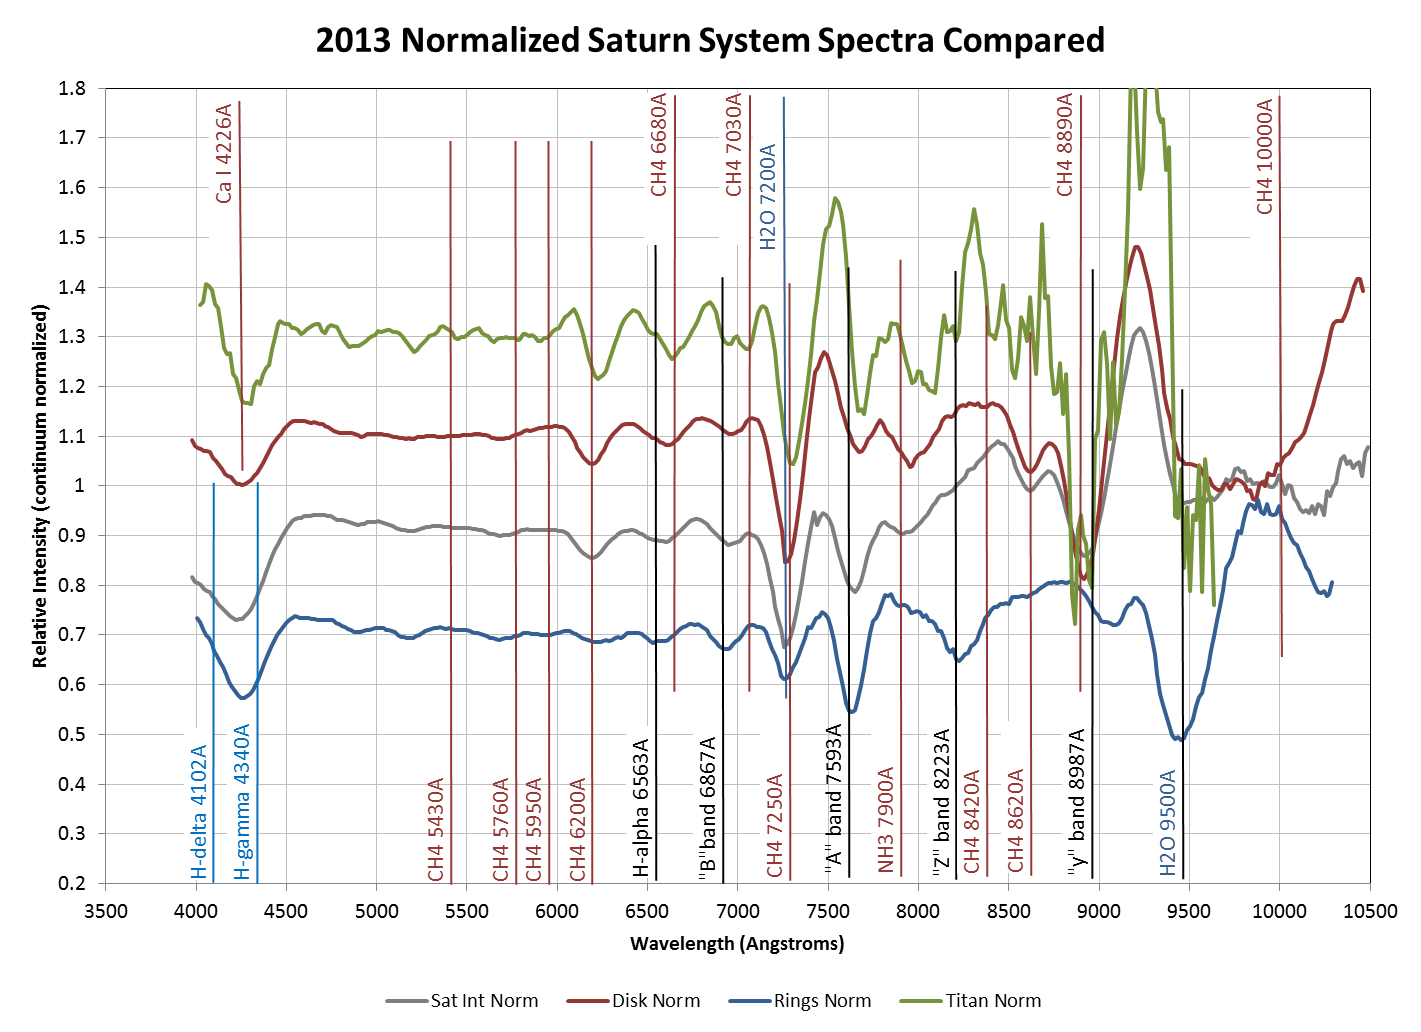 2013 Normalized Saturn System Spectra Compared
Relative Intensity (continuum normalized)
1.8
1.7
1.6
1.5
1.4
1.3
1.2
1.1
1
0.9
0.8
0.7
0.6
0.5
0.4
0.3
0.2
Ca I 4226A
CH4 6680A
CH4 7030A
H2O 7200A
CH4 8890A
CH4 10000A
H-delta 4102A
H-gamma 4340A
CH4 5430A
CH4 5760A
CH4 5950A
CH4 6200A
H-alpha 6563A
"B"band 6867A
CH4 7250A
"A" band 7593A
NH3 7900A
"Z" band 8223A
CH4 8420A
CH4 8620A
"y" band 8987A
H2O 9500A
3500 4000 4500 5000 5500 6000 6500 7000 7500 8000 8500 9000 9500 10000 10500
Wavelength (Angstroms)
Sat Int Norm Disk Norm Rings Norm Titan Norm